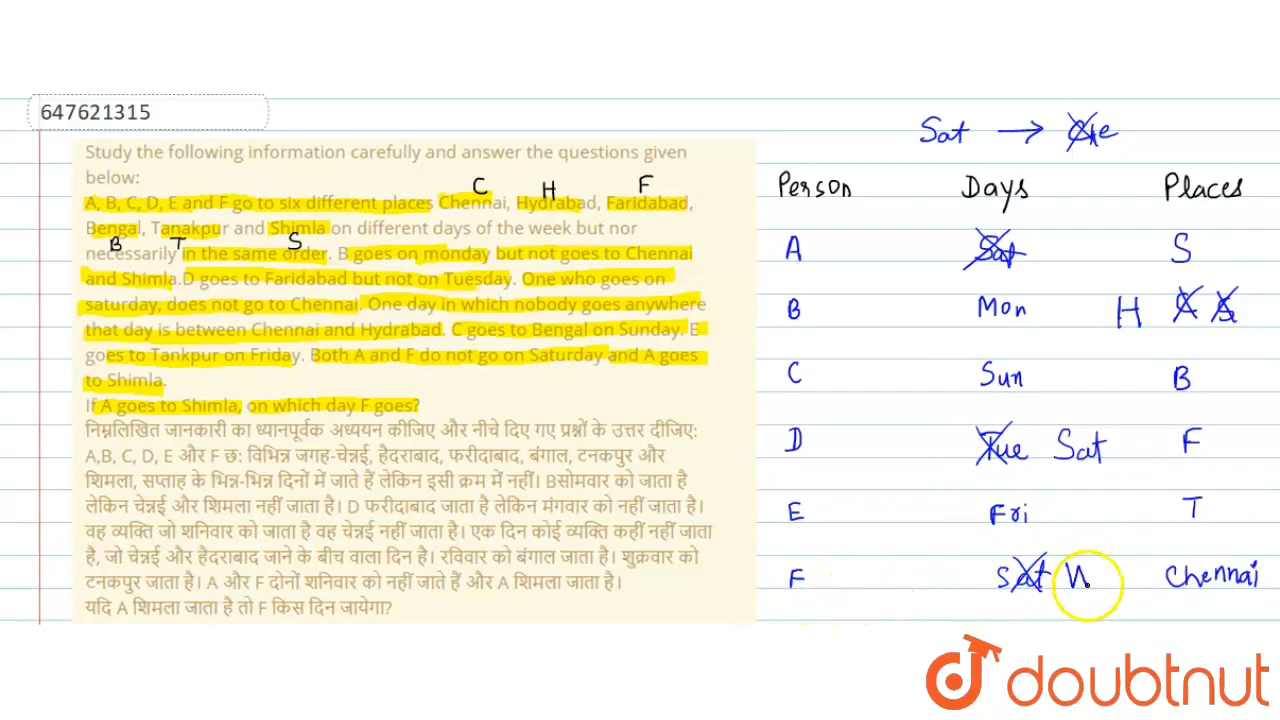 647621315
Study the following information carefully and answer the questions given
below:
A, B, C, D, E and F go to six different places Chennai, Hydrabad, Faridabad,
C H F
Bengal, Tanakpur and Shimla on different days of the week but nor
B T S
necessarily in the same order. B goes on monday but not goes to Chennai
and Shimla.D goes to Faridabad but not on Tuesday. One who goes on
saturday, does not go to Chennai. One day in which nobody goes anywhere
that day is between Chennai and Hydrabad. C goes to Bengal on Sunday. E
goes to Tankpur on Friday. Both A and F do not go on Saturday and A goes
to Shimla.
If A goes to Shimla, on which day F goes?
निम्नलिखित जानकारी का ध्यानपूर्वक अध्ययन कीजिए और नीचे दिए गए प्रश्नों के उत्तर दीजिए:
A,B, C, D, E और F छ: विभिन्न जगह-चेन्नई, हैदराबाद, फरीदाबाद, बंगाल, टनकपुर और
शिमला, सप्ताह के भिन्न-भिन्न दिनों में जाते हैं लेकिन इसी क्रम में नहीं। Bसोमवार को जाता है
लेकिन चेन्नई और शिमला नहीं जाता है। D फरीदाबाद जाता है लेकिन मंगवार को नहीं जाता है।
वह व्यक्ति जो शनिवार को जाता है वह चेन्नई नहीं जाता है। एक दिन कोई व्यक्ति कहीं नहीं जाता
है, जो चेन्नई और हैदराबाद जाने के बीच वाला दिन है। रविवार को बंगाल जाता है। शुक्रवार को
टनकपुर जाता है। A और F दोनों शनिवार को नहीं जाते हैं और A शिमला जाता है।
यदि A शिमला जाता है तो F किस दिन जायेगा?
Sat → Che
Person Days Places
A Sat S
B Mon H C S
C Sun B
D Tue Sat F
E Fri T
F Sat Chennai
doubtnut